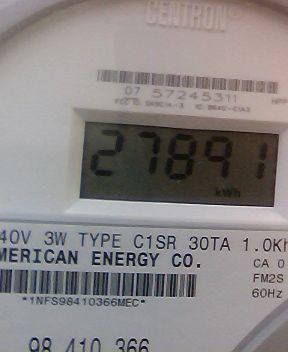 CENTRON®
07 57245311
27891
kWh
40V 3W TYPE C1SR 30TA 1.0Kh
MERICAN ENERGY CO.
CA 0
FM2S
60Hz
*1NFS98410366MEC*
98 410 366